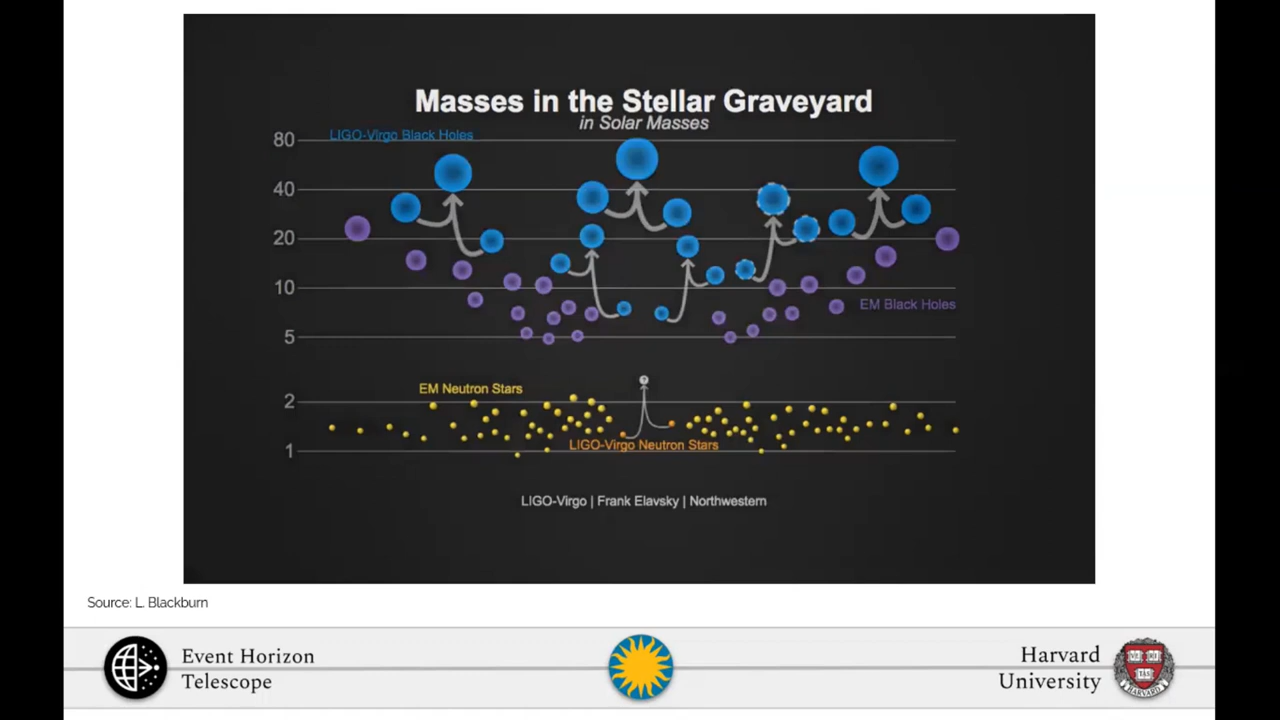 Masses in the Stellar Graveyard
in Solar Masses
LIGO-Virgo Black Holes
80
40
20
10
EM Black Holes
5
EM Neutron Stars
2
?
LIGO-Virgo Neutron Stars
1
LIGO-Virgo | Frank Elavsky | Northwestern
Source: L. Blackburn
Event Horizon
Telescope
Harvard
University
HARVARD